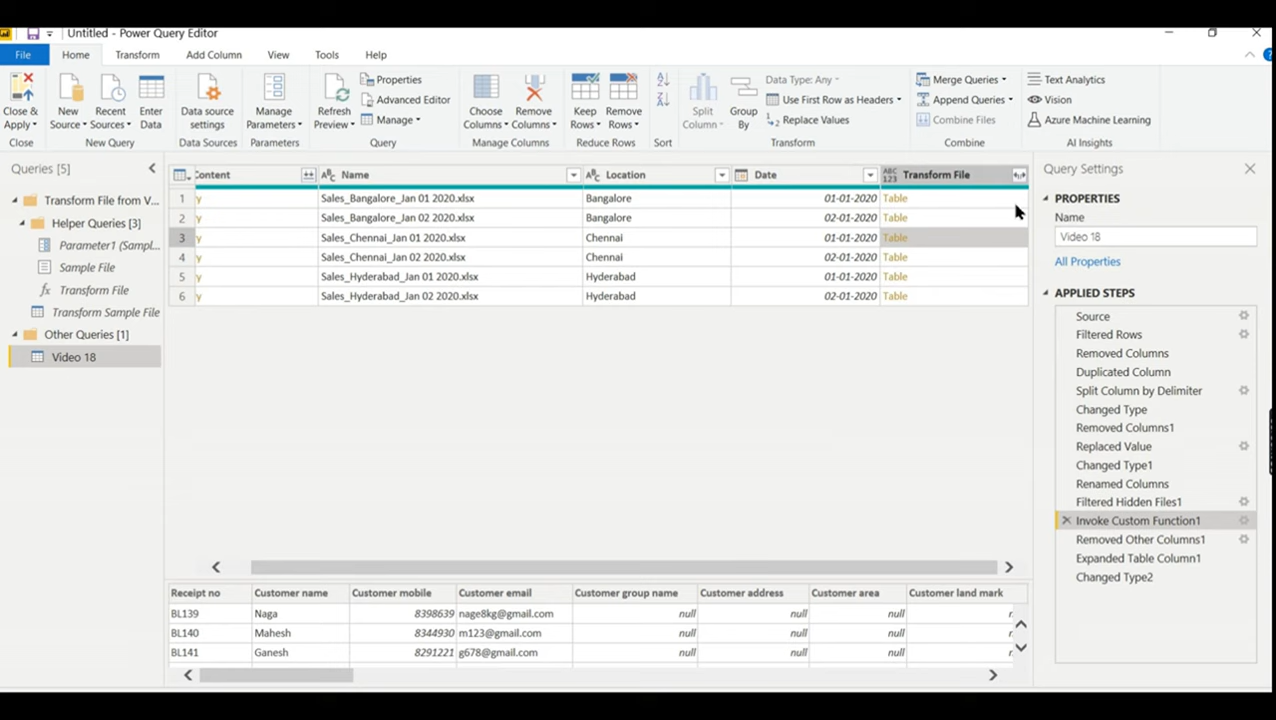 Untitled - Power Query Editor
File Home Transform Add Column View Tools Help
Close & Apply
New Source
Recent Sources
Enter Data
Data source settings
Manage Parameters
Refresh Preview
Properties
Advanced Editor
Manage
Choose Columns
Remove Columns
Keep Rows
Remove Rows
Split Column
Group By
Data Type: Any
Use First Row as Headers
Replace Values
Merge Queries
Append Queries
Combine Files
Text Analytics
Vision
Azure Machine Learning
Close New Query Data Sources Parameters Query Manage Columns Reduce Rows Sort Transform Combine AI Insights
Queries [5]
Transform File from V...
Helper Queries [3]
Parameter1 (Sampl...
Sample File
fx Transform File
Transform Sample File
Other Queries [1]
Video 18
Content ABC Name ABC Location Date ABC 123 Transform File
1 y Sales_Bangalore_Jan 01 2020.xlsx Bangalore 01-01-2020 Table
2 y Sales_Bangalore_Jan 02 2020.xlsx Bangalore 02-01-2020 Table
3 y Sales_Chennai_Jan 01 2020.xlsx Chennai 01-01-2020 Table
4 y Sales_Chennai_Jan 02 2020.xlsx Chennai 02-01-2020 Table
5 y Sales_Hyderabad_Jan 01 2020.xlsx Hyderabad 01-01-2020 Table
6 y Sales_Hyderabad_Jan 02 2020.xlsx Hyderabad 02-01-2020 Table
Receipt no Customer name Customer mobile Customer email Customer group name Customer address Customer area Customer land mark
BL139 Naga 8398639 nage8kg@gmail.com null null null
BL140 Mahesh 8344930 m123@gmail.com null null null
BL141 Ganesh 8291221 g678@gmail.com null null null
Query Settings
PROPERTIES
Name
Video 18
All Properties
APPLIED STEPS
Source
Filtered Rows
Removed Columns
Duplicated Column
Split Column by Delimiter
Changed Type
Removed Columns1
Replaced Value
Changed Type1
Renamed Columns
Filtered Hidden Files1
Invoke Custom Function1
Removed Other Columns1
Expanded Table Column1
Changed Type2